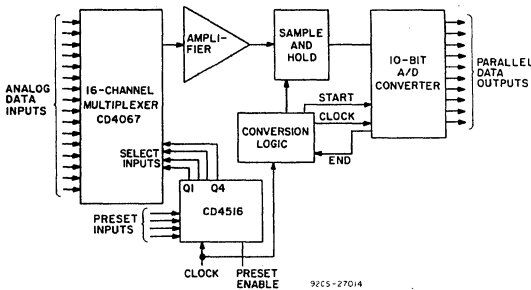 AMPLI-
FIER
SAMPLE
AND
HOLD
10-BIT
A/D
CONVERTER
PARALLEL
DATA
OUTPUTS
ANALOG
DATA
INPUTS
16-CHANNEL
MULTIPLEXER
CD4067
SELECT
INPUTS
START
CLOCK
END
CONVERSION
LOGIC
Q1 Q4
CD4516
PRESET
INPUTS
CLOCK
PRESET
ENABLE
92CS-27014